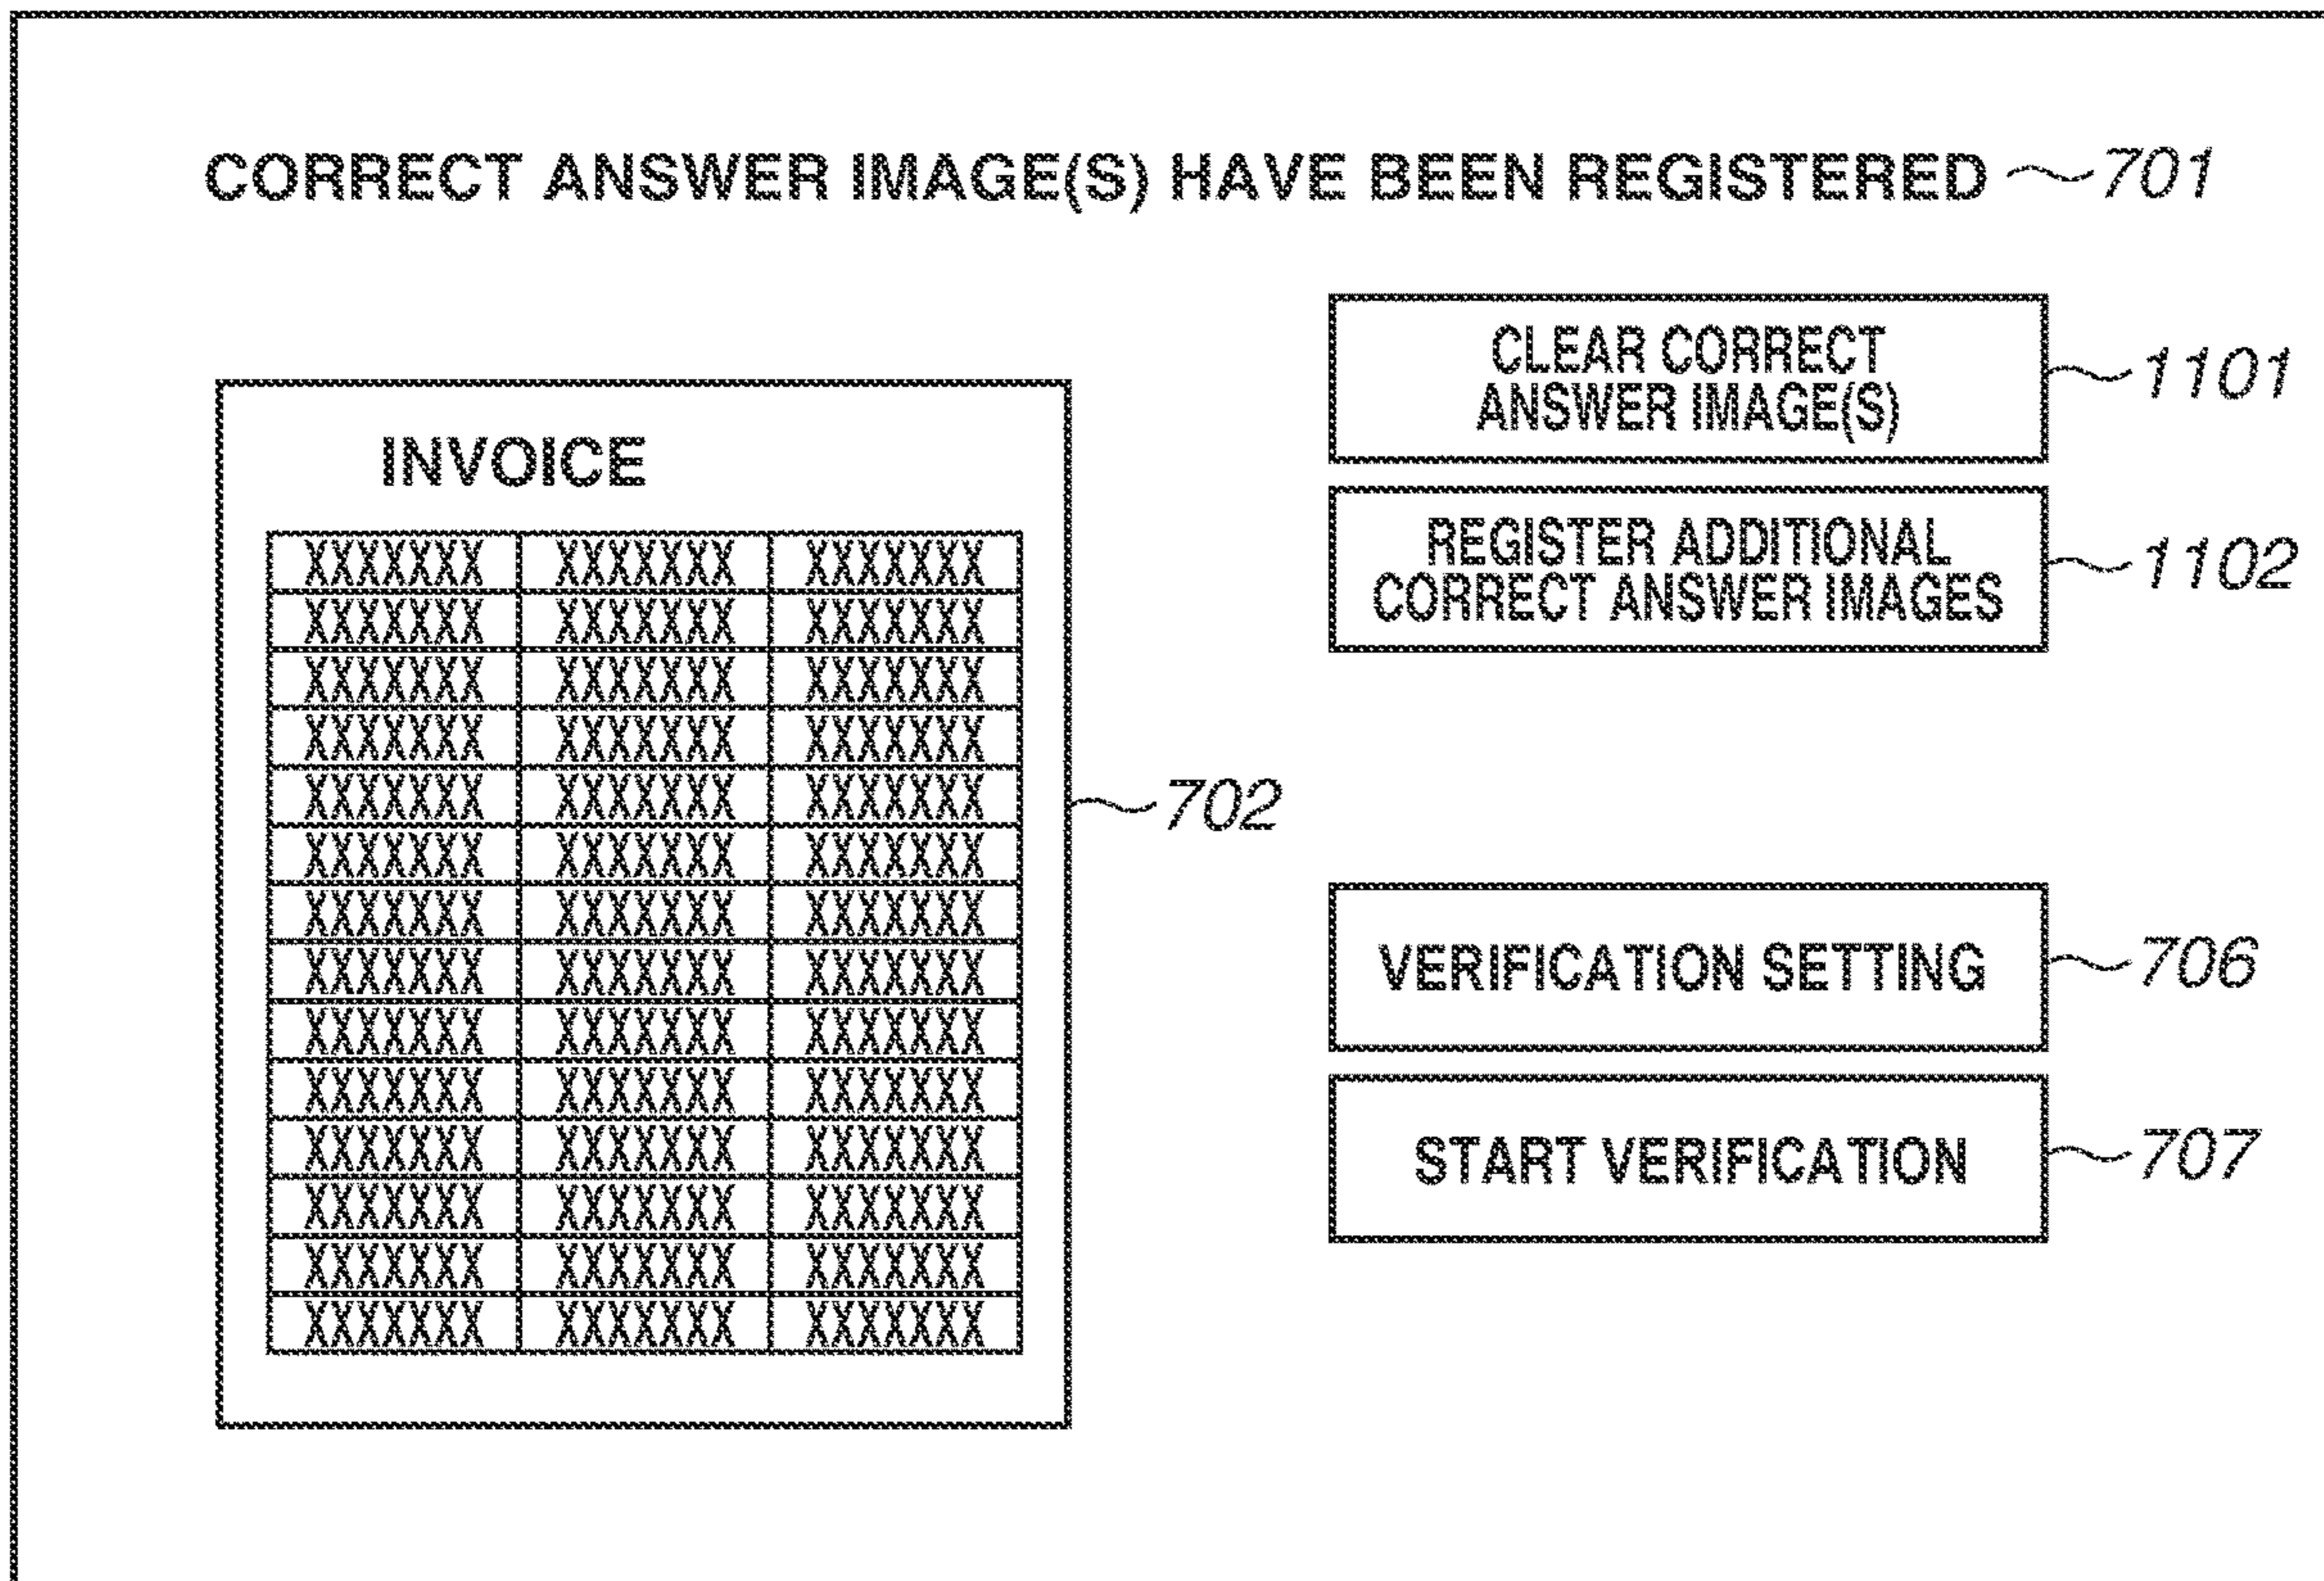 CORRECT ANSWER IMAGE(S) HAVE BEEN REGISTERED 701
INVOICE
XXXXXXX XXXXXXX XXXXXXX
XXXXXXX XXXXXXX XXXXXXX
XXXXXXX XXXXXXX XXXXXXX
XXXXXXX XXXXXXX XXXXXXX
XXXXXXX XXXXXXX XXXXXXX
XXXXXXX XXXXXXX XXXXXXX
XXXXXXX XXXXXXX XXXXXXX
XXXXXXX XXXXXXX XXXXXXX
XXXXXXX XXXXXXX XXXXXXX
XXXXXXX XXXXXXX XXXXXXX
XXXXXXX XXXXXXX XXXXXXX
XXXXXXX XXXXXXX XXXXXXX
XXXXXXX XXXXXXX XXXXXXX
XXXXXXX XXXXXXX XXXXXXX
702
CLEAR CORRECT
ANSWER IMAGE(S)
1101
REGISTER ADDITIONAL
CORRECT ANSWER IMAGES
1102
VERIFICATION SETTING 706
START VERIFICATION 707